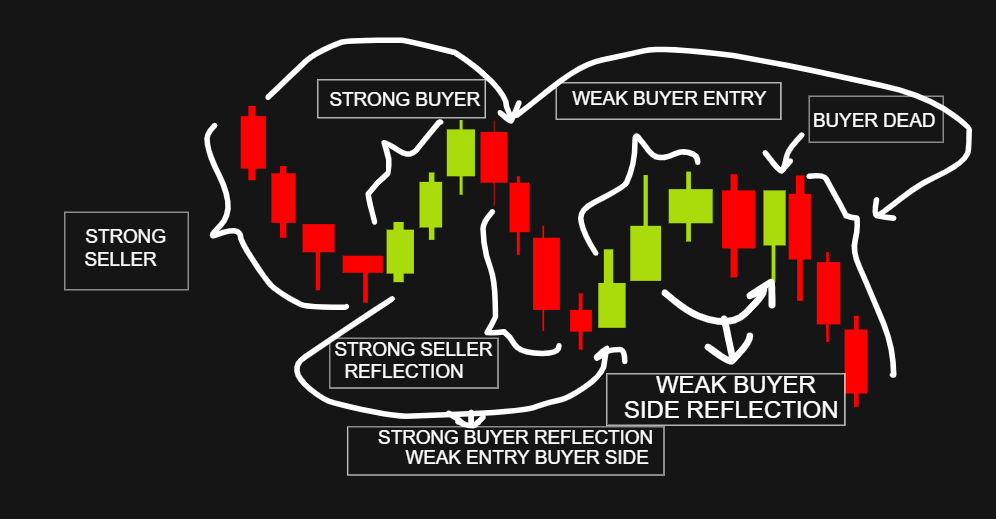 STRONG BUYER
WEAK BUYER ENTRY
BUYER DEAD
STRONG
SELLER
STRONG SELLER
REFLECTION
WEAK BUYER
SIDE REFLECTION
STRONG BUYER REFLECTION
WEAK ENTRY BUYER SIDE